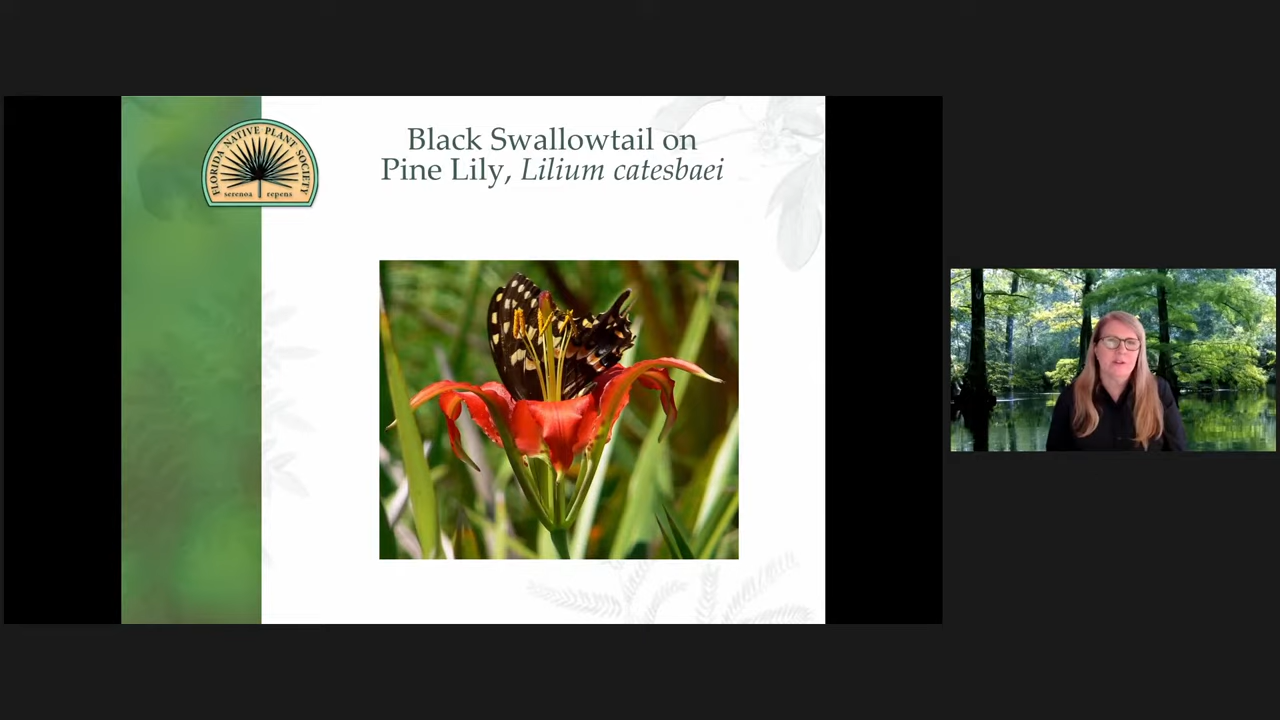 FLORIDA NATIVE PLANT SOCIETY
serenoa repens
Black Swallowtail on
Pine Lily, Lilium catesbaei